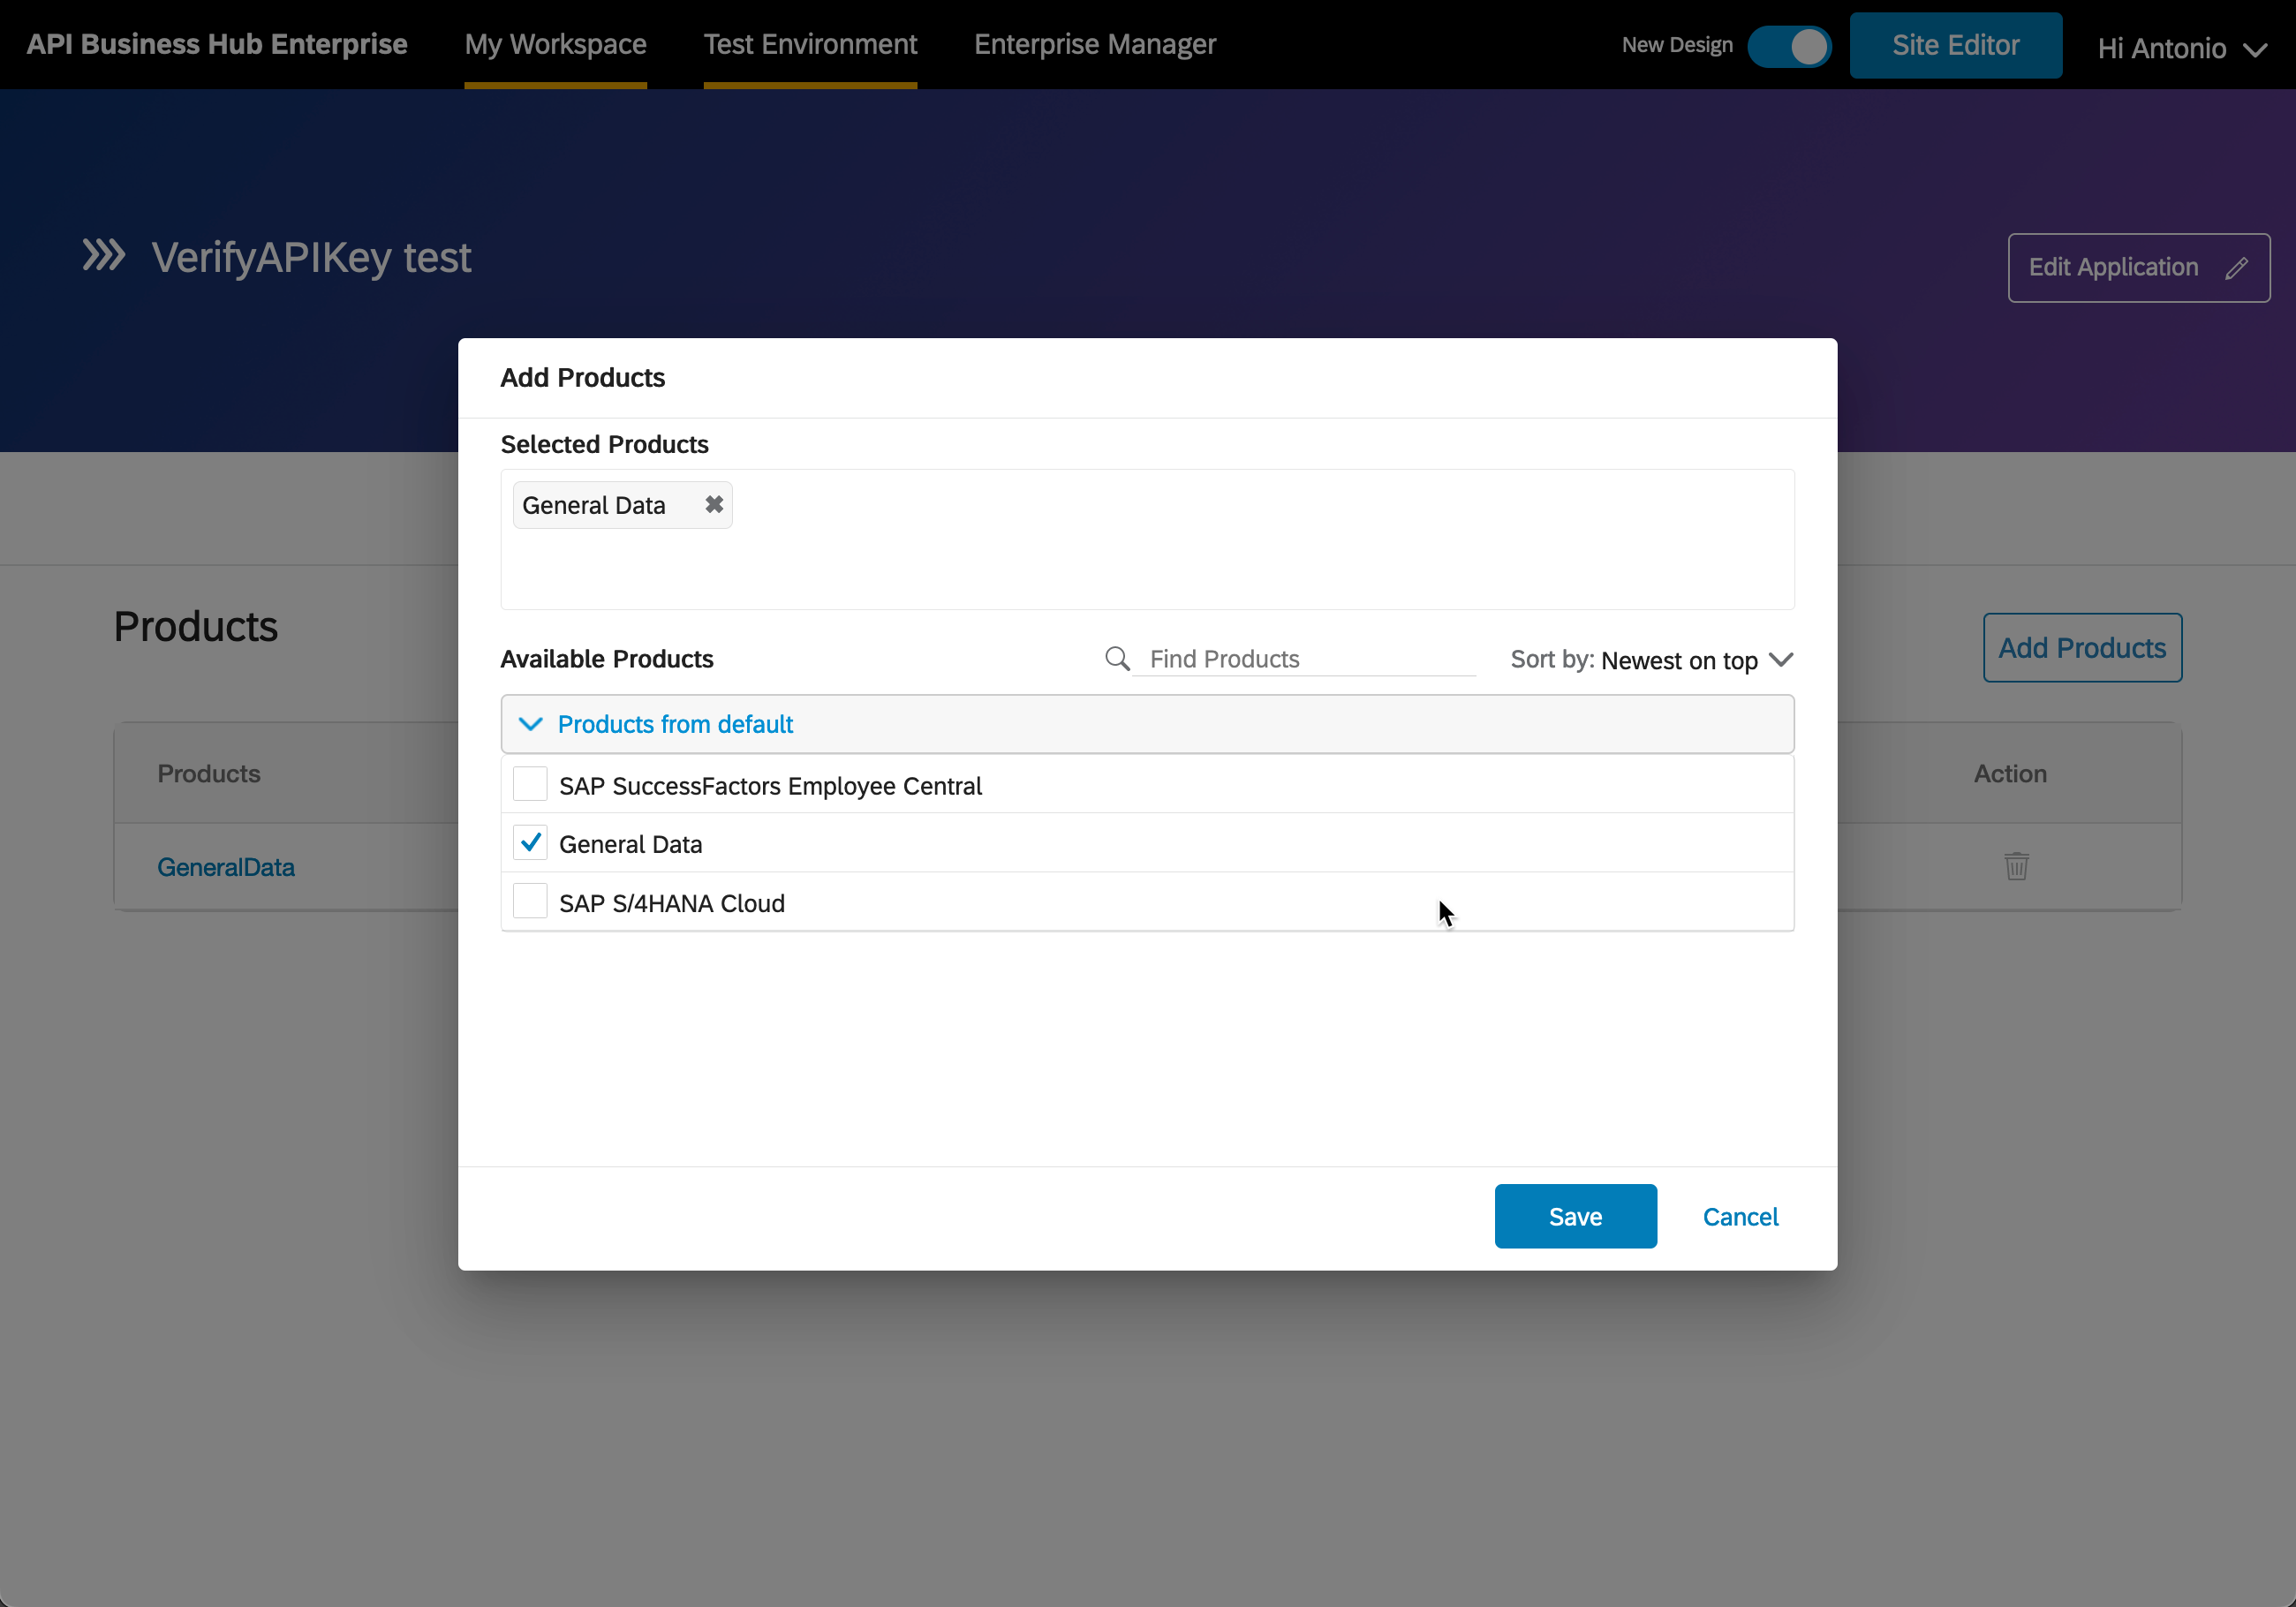 API Business Hub Enterprise My Workspace Test Environment Enterprise Manager New Design Site Editor Hi Antonio
VerifyAPIKey test
Edit Application
Add Products
Selected Products
General Data
Products
Add Products
Available Products Find Products Sort by: Newest on top
Products from default
Products
Action
SAP SuccessFactors Employee Central
General Data
GeneralData
SAP S/4HANA Cloud
Save Cancel